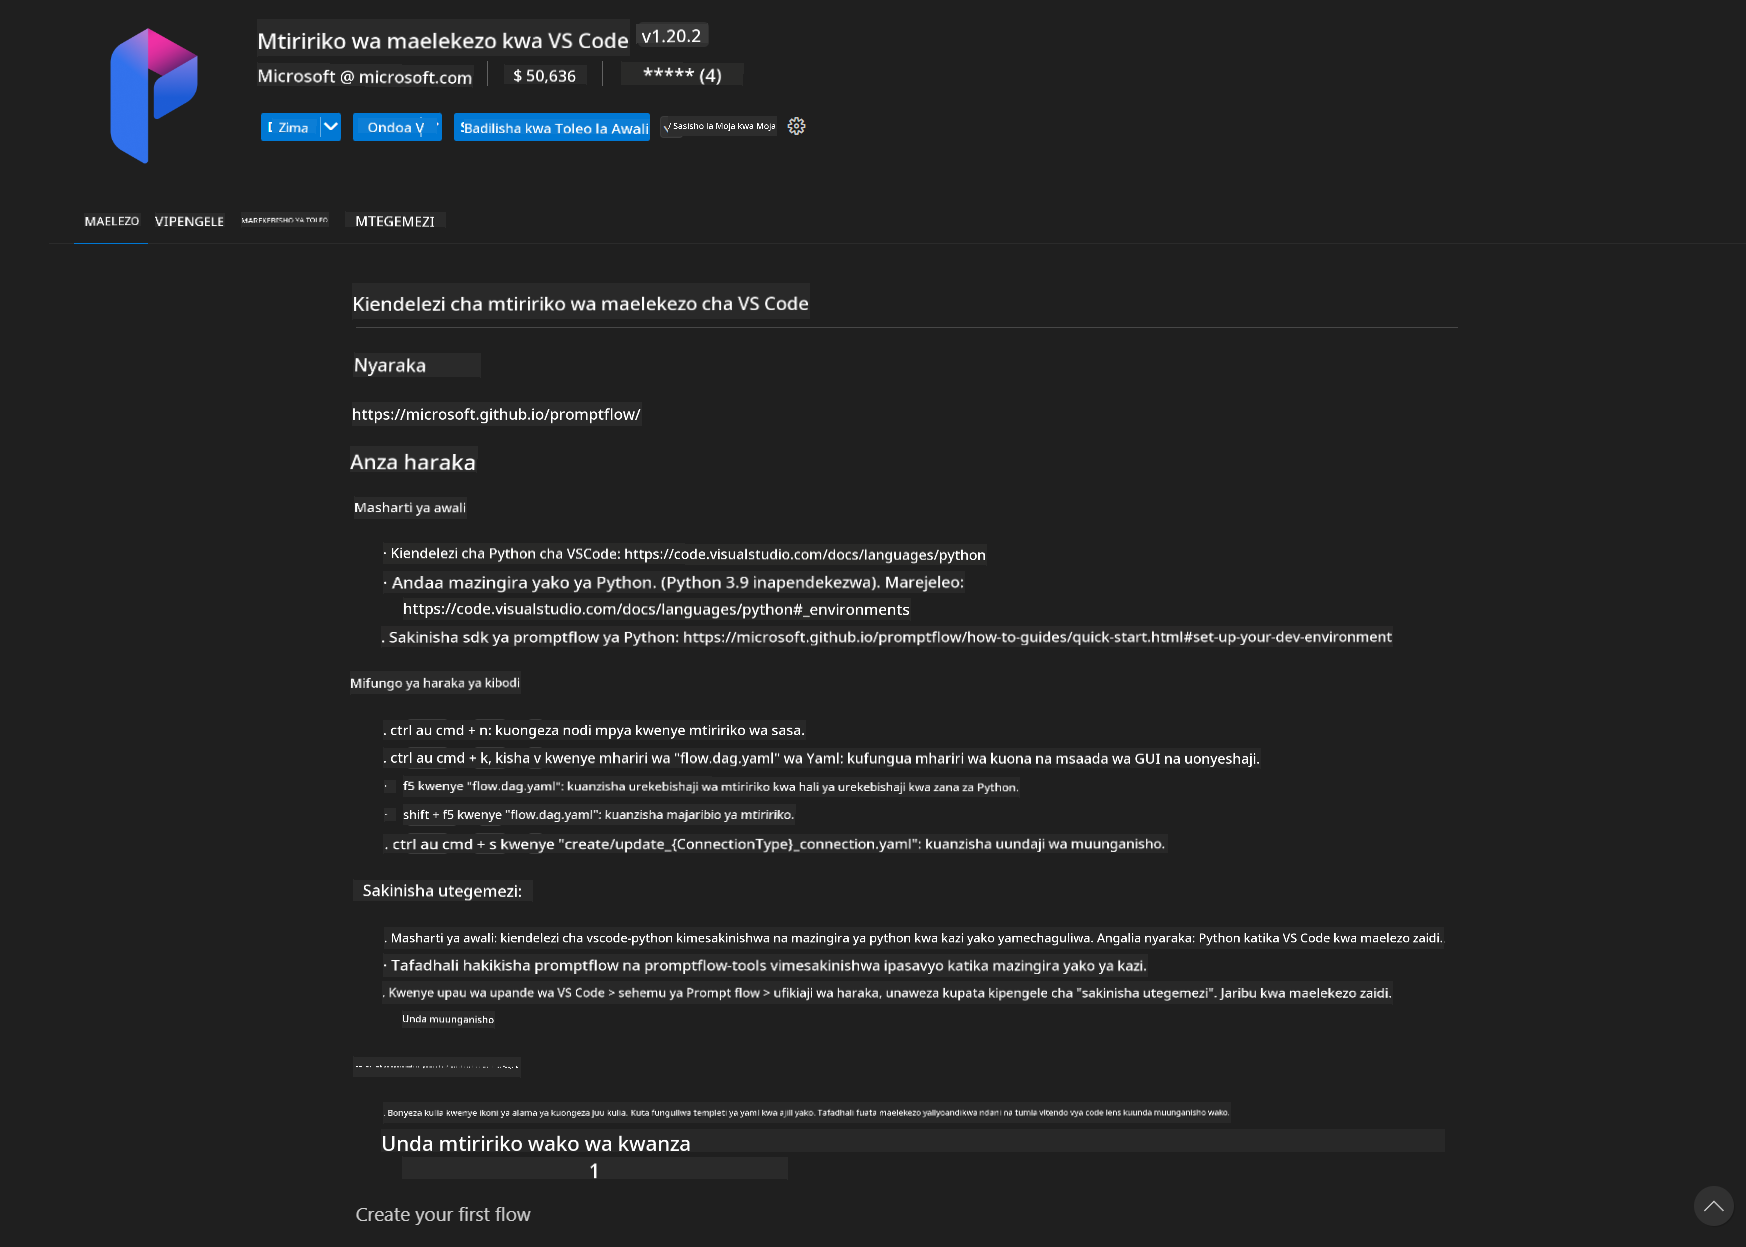 Mtiririko wa maelekezo kwa VS Code v1.20.2
Microsoft @ microsoft.com $ 50,636 ***** (4)
Zima Ondoa V Badilisha kwa Toleo la Awali √ Sasisho la Moja kwa Moja
MAELEZO VIPENGELE MAREKEBISHO YA TOLEO MTEGEMEZI
Kiendelezi cha mtiririko wa maelekezo cha VS Code
Nyaraka
https://microsoft.github.io/promptflow/
Anza haraka
Masharti ya awali
· Kiendelezi cha Python cha VSCode: https://code.visualstudio.com/docs/languages/python
· Andaa mazingira yako ya Python. (Python 3.9 inapendekezwa). Marejeleo:
https://code.visualstudio.com/docs/languages/python#_environments
. Sakinisha sdk ya promptflow ya Python: https://microsoft.github.io/promptflow/how-to-guides/quick-start.html#set-up-your-dev-environment
Mifungo ya haraka ya kibodi
. ctrl au cmd + n: kuongeza nodi mpya kwenye mtiririko wa sasa.
. ctrl au cmd + k, kisha v kwenye mhariri wa "flow.dag.yaml" wa Yaml: kufungua mhariri wa kuona na msaada wa GUI na uonyeshaji.
· f5 kwenye "flow.dag.yaml": kuanzisha urekebishaji wa mtiririko kwa hali ya urekebishaji kwa zana za Python.
· shift + f5 kwenye "flow.dag.yaml": kuanzisha majaribio ya mtiririko.
. ctrl au cmd + s kwenye "create/update_{ConnectionType}_connection.yaml": kuanzisha uundaji wa muunganisho.
Sakinisha utegemezi:
. Masharti ya awali: kiendelezi cha vscode-python kimesakinishwa na mazingira ya python kwa kazi yako yamechaguliwa. Angalia nyaraka: Python katika VS Code kwa maelezo zaidi.
· Tafadhali hakikisha promptflow na promptflow-tools vimesakinishwa ipasavyo katika mazingira yako ya kazi.
. Kwenye upau wa upande wa VS Code > sehemu ya Prompt flow > ufikiaji wa haraka, unaweza kupata kipengele cha "sakinisha utegemezi". Jaribu kwa maelekezo zaidi.
Unda muunganisho
. Bonyeza kulia kwenye ikoni ya alama ya kuongeza juu kulia. Kuta funguliwa templeti ya yaml kwa ajili yako. Tafadhali fuata maelekezo yaliyoandikwa ndani na tumia vitendo vya code lens kuunda muunganisho wako.
Unda mtiririko wako wa kwanza
1
Create your first flow